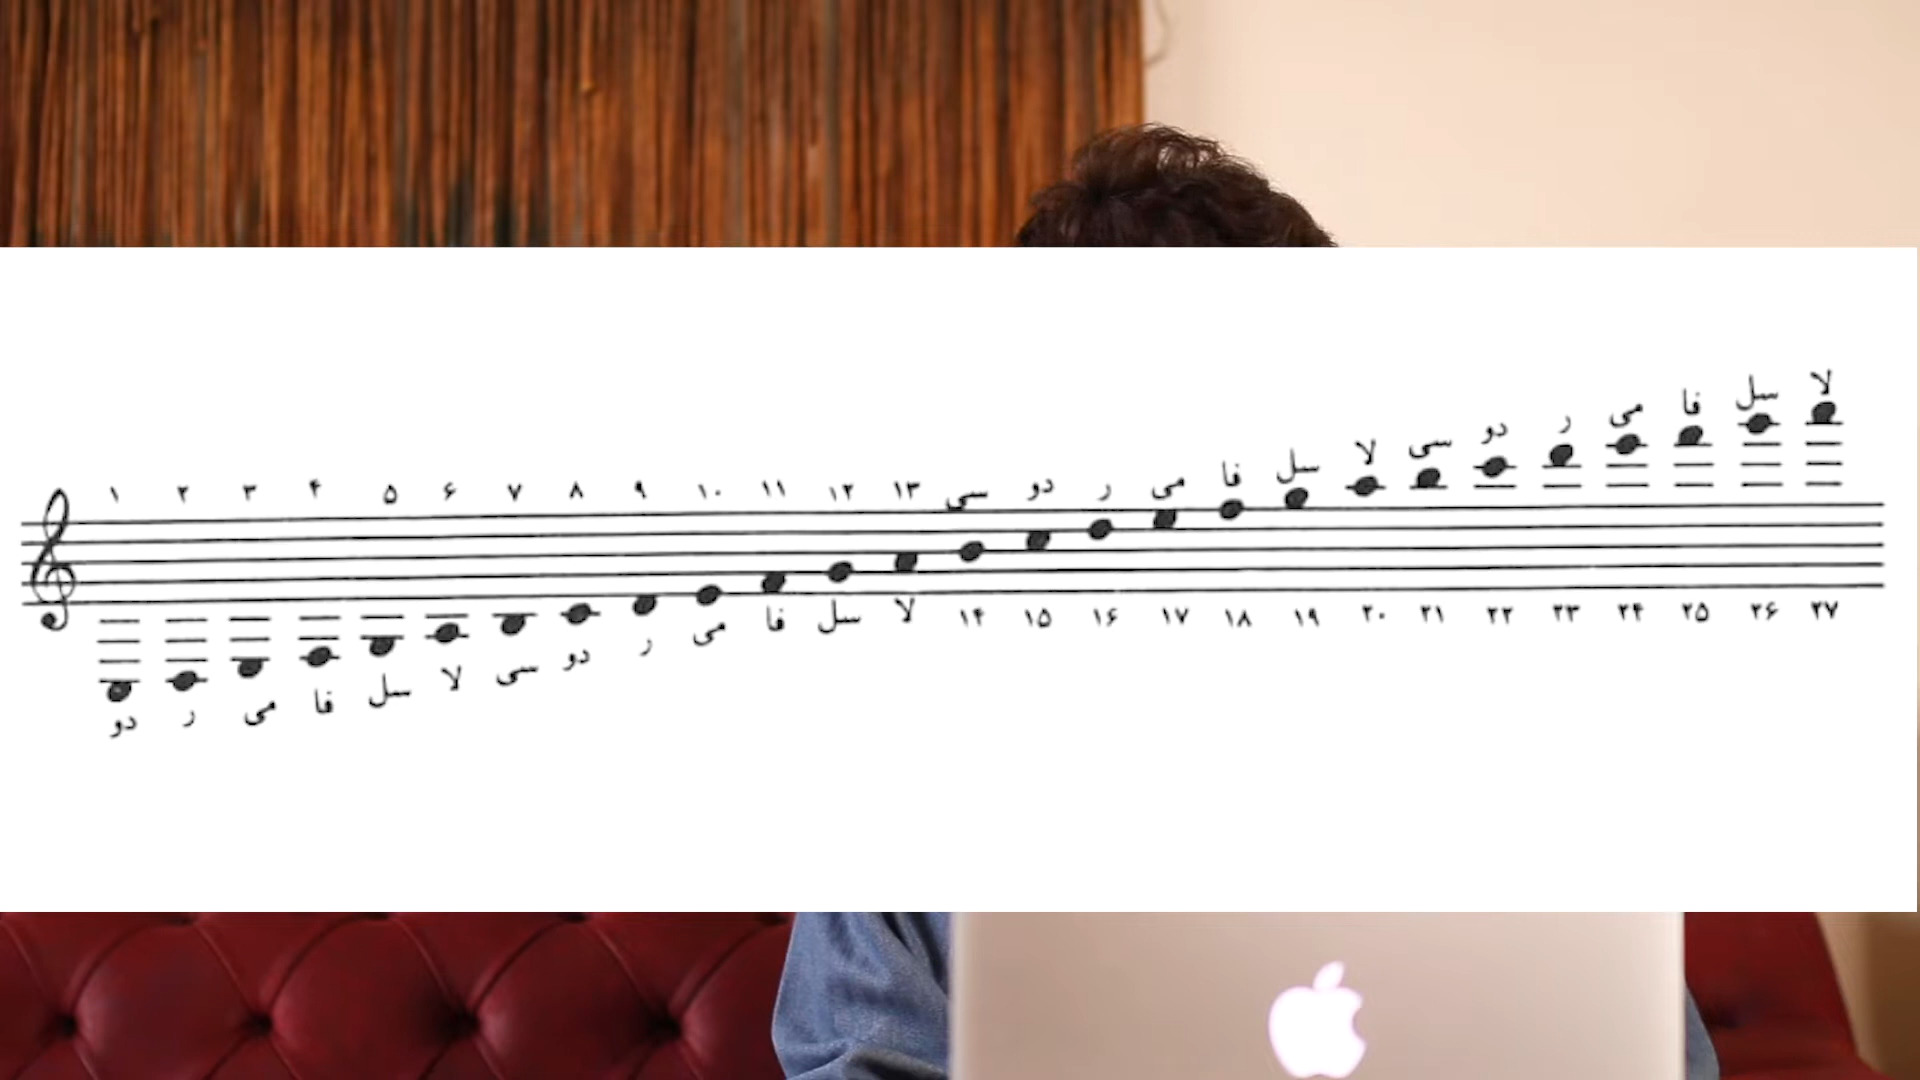 ۱ ۲ ۳ ۴ ۵ ۶ ۷ ۸ ۹ ۱۰ ۱۱ ۱۲ ۱۳ سی دو ر می فا سل لا سی دو ر می فا سل لا
دو ر می فا سل لا سی دو ر می فا سل لا ۱۴ ۱۵ ۱۶ ۱۷ ۱۸ ۱۹ ۲۰ ۲۱ ۲۲ ۲۳ ۲۴ ۲۵ ۲۶ ۲۷